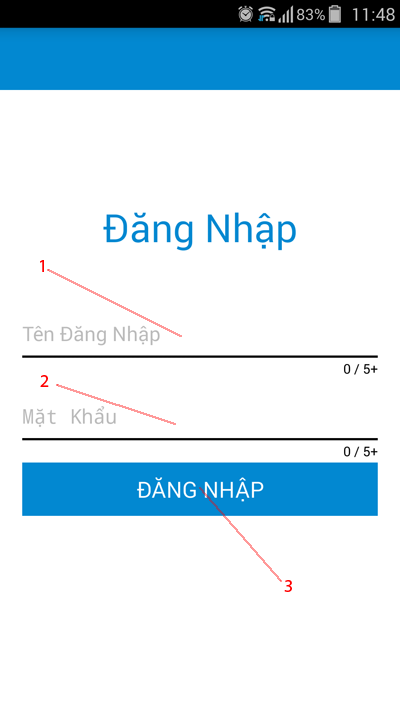 83% 11:48
Đăng Nhập
1
Tên Đăng Nhập
0 / 5+
2
Mặt Khẩu
0 / 5+
ĐĂNG NHẬP
3